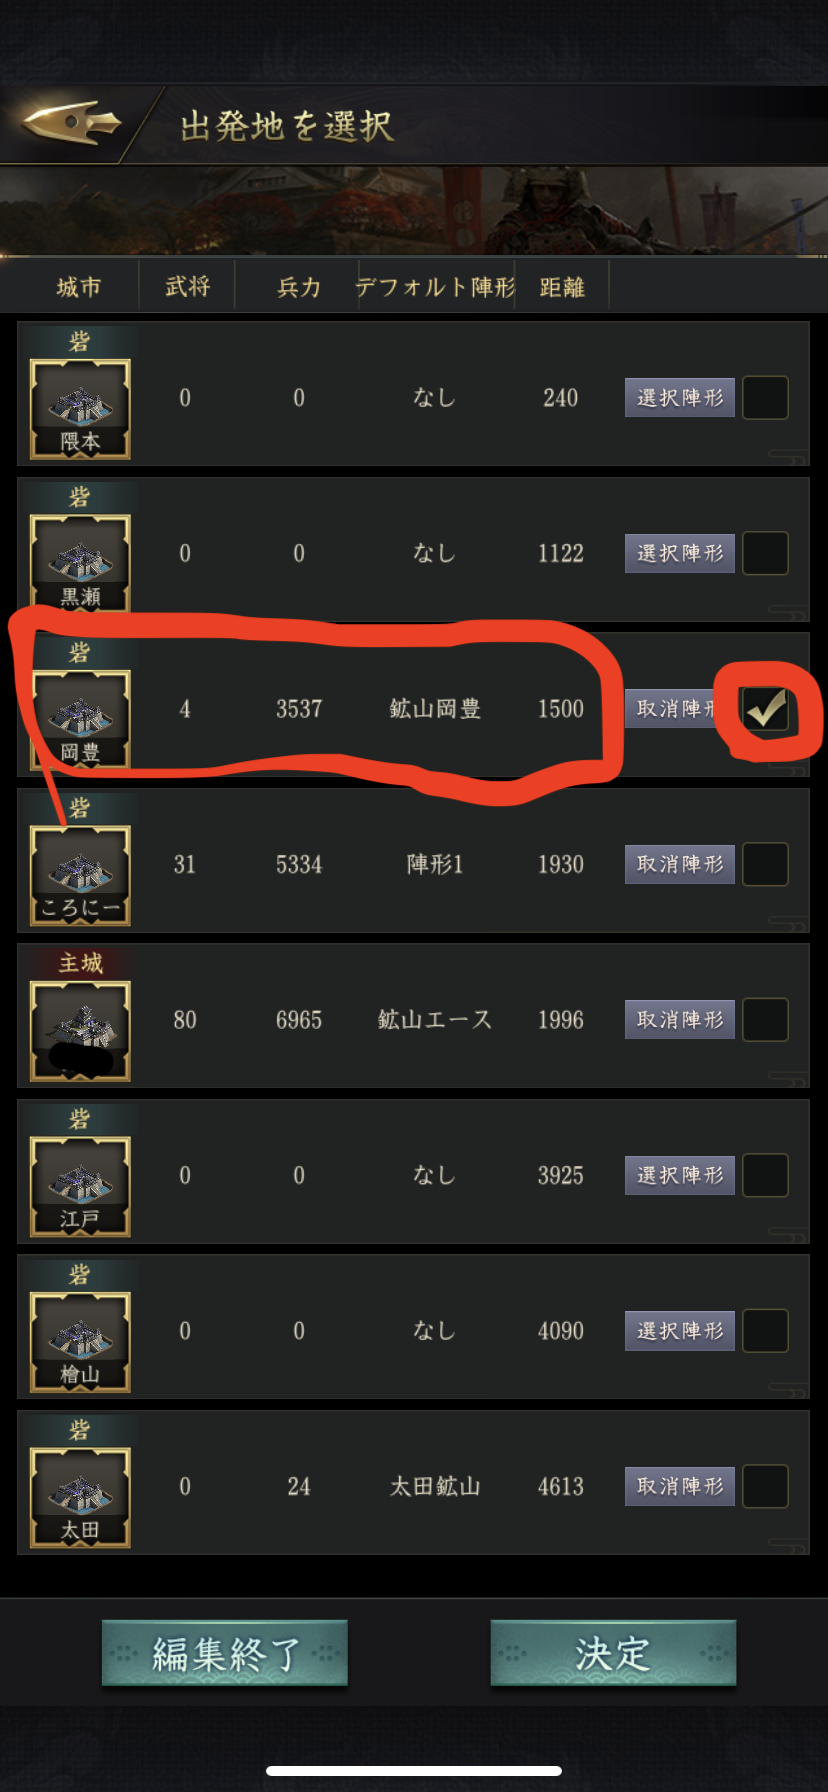 出発地を選択
城市 武将 兵力 デフォルト陣形 距離
砦
0 0 なし 240 選択陣形
隈本
砦
0 0 なし 1122 選択陣形
黒瀬
砦
4 3537 鉱山岡豊 1500 取消陣形
岡豊
砦
31 5334 陣形1 1930 取消陣形
ころにー
主城
80 6965 鉱山エース 1996 取消陣形
砦
0 0 なし 3925 選択陣形
江戸
砦
0 0 なし 4090 選択陣形
檜山
砦
0 24 太田鉱山 4613 取消陣形
太田
編集終了 決定